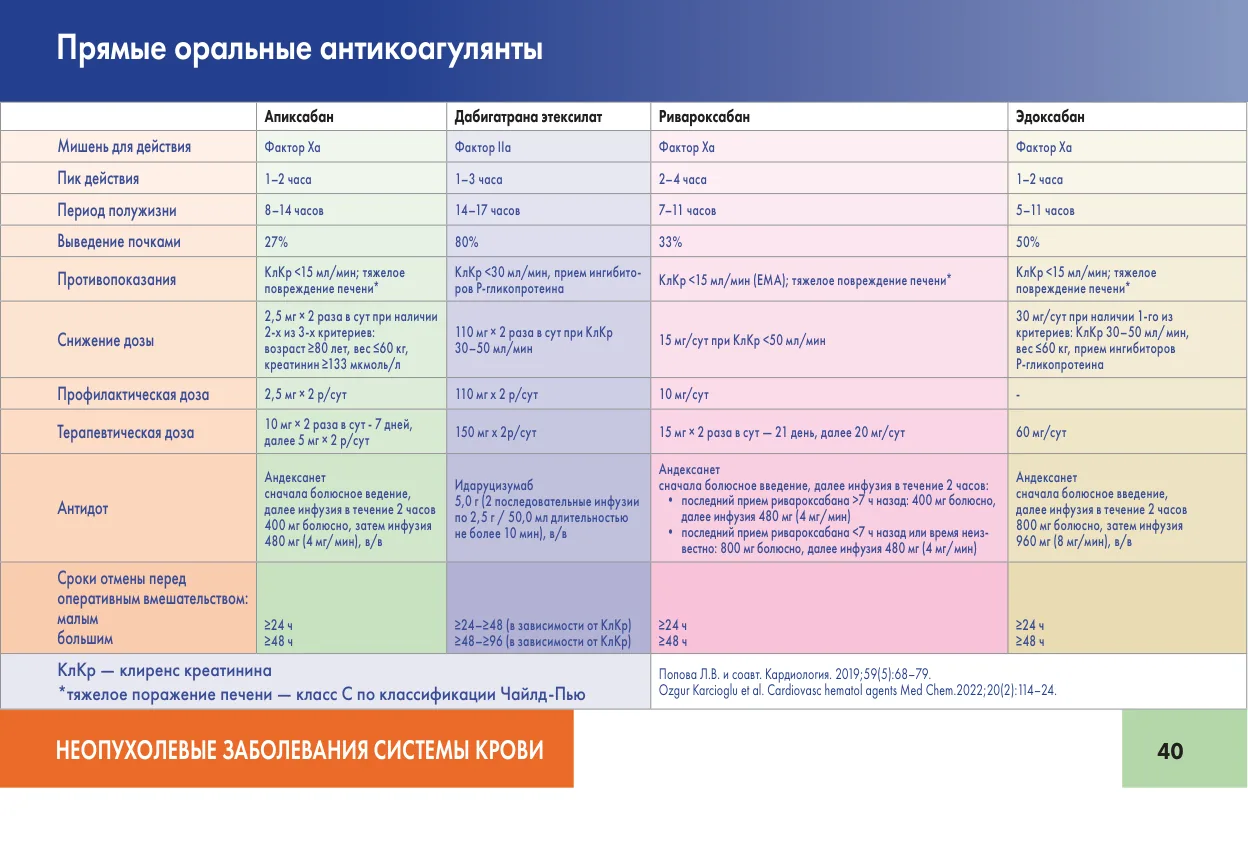 Прямые оральные антикоагулянты
Апиксабан
Дабигатрана этексилат
Ривароксабан
Эдоксабан
Мишень для действия
Фактор Xa
Фактор IIa
Фактор Xa
Фактор Xa
Пик действия
1–2 часа
1–3 часа
2–4 часа
1–2 часа
Период полужизни
8–14 часов
14–17 часов
7–11 часов
5–11 часов
Выведение почками
27%
80%
33%
50%
Противопоказания
КлКр <15 мл/мин; тяжелое
повреждение печени*
КлКр <30 мл/мин, прием ингибито-
ров Р-гликопротеина
КлКр <15 мл/мин (EMA); тяжелое повреждение печени*
КлКр <15 мл/мин; тяжелое
повреждение печени*
Снижение дозы
2,5 мг × 2 раза в сут при наличии
2-х из 3-х критериев:
возраст ≥80 лет, вес ≤60 кг,
креатинин ≥133 мкмоль/л
110 мг × 2 раза в сут при КлКр
30–50 мл/мин
15 мг/сут при КлКр <50 мл/мин
30 мг/сут при наличии 1-го из
критериев: КлКр 30–50 мл/мин,
вес ≤60 кг, прием ингибиторов
Р-гликопротеина
Профилактическая доза
2,5 мг × 2 р/сут
110 мг х 2 р/сут
10 мг/сут
-
Терапевтическая доза
10 мг × 2 раза в сут - 7 дней,
далее 5 мг × 2 р/сут
150 мг х 2р/сут
15 мг × 2 раза в сут — 21 день, далее 20 мг/сут
60 мг/сут
Антидот
Андексанет
сначала болюсное ведение,
далее инфузия в течение 2 часов
400 мг болюсно, затем инфузия
480 мг (4 мг/мин), в/в
Идаруцизумаб
5,0 г (2 последовательные инфузии
по 2,5 г / 50,0 мл длительностью
не более 10 мин), в/в
Андексанет
сначала болюсное введение, далее инфузия в течение 2 часов:
• последний прием ривароксабана >7 ч назад: 400 мг болюсно,
далее инфузия 480 мг (4 мг/мин)
• последний прием ривароксабана <7 ч назад или время неиз-
вестно: 800 мг болюсно, далее инфузия 480 мг (4 мг/мин)
Андексанет
сначала болюсное введение,
далее инфузия в течение 2 часов
800 мг болюсно, затем инфузия
960 мг (8 мг/мин), в/в
Сроки отмены перед
оперативным вмешательством:
малым
большим
≥24 ч
≥48 ч
≥24–≥48 (в зависимости от КлКр)
≥48–≥96 (в зависимости от КлКр)
≥24 ч
≥48 ч
≥24 ч
≥48 ч
КлКр — клиренс креатинина
*тяжелое поражение печени — класс С по классификации Чайлд-Пью
Попова Л.В. и соавт. Кардиология. 2019;59(5):68–79.
Ozgur Karcioglu et al. Cardiovasc hematol agents Med Chem.2022;20(2):114–24.
НЕОПУХОЛЕВЫЕ ЗАБОЛЕВАНИЯ СИСТЕМЫ КРОВИ
40